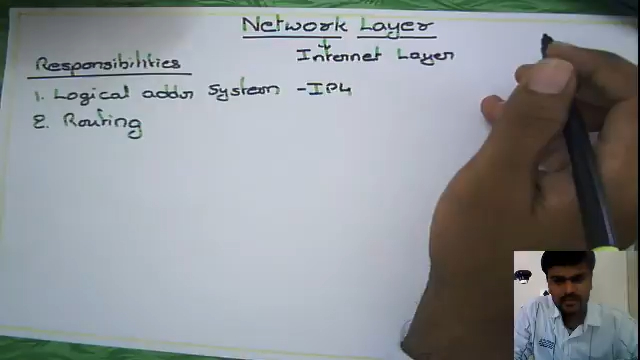 Network Layer
Internet Layer
Responsibilities
1. Logical addr System - IP4
2. Routing